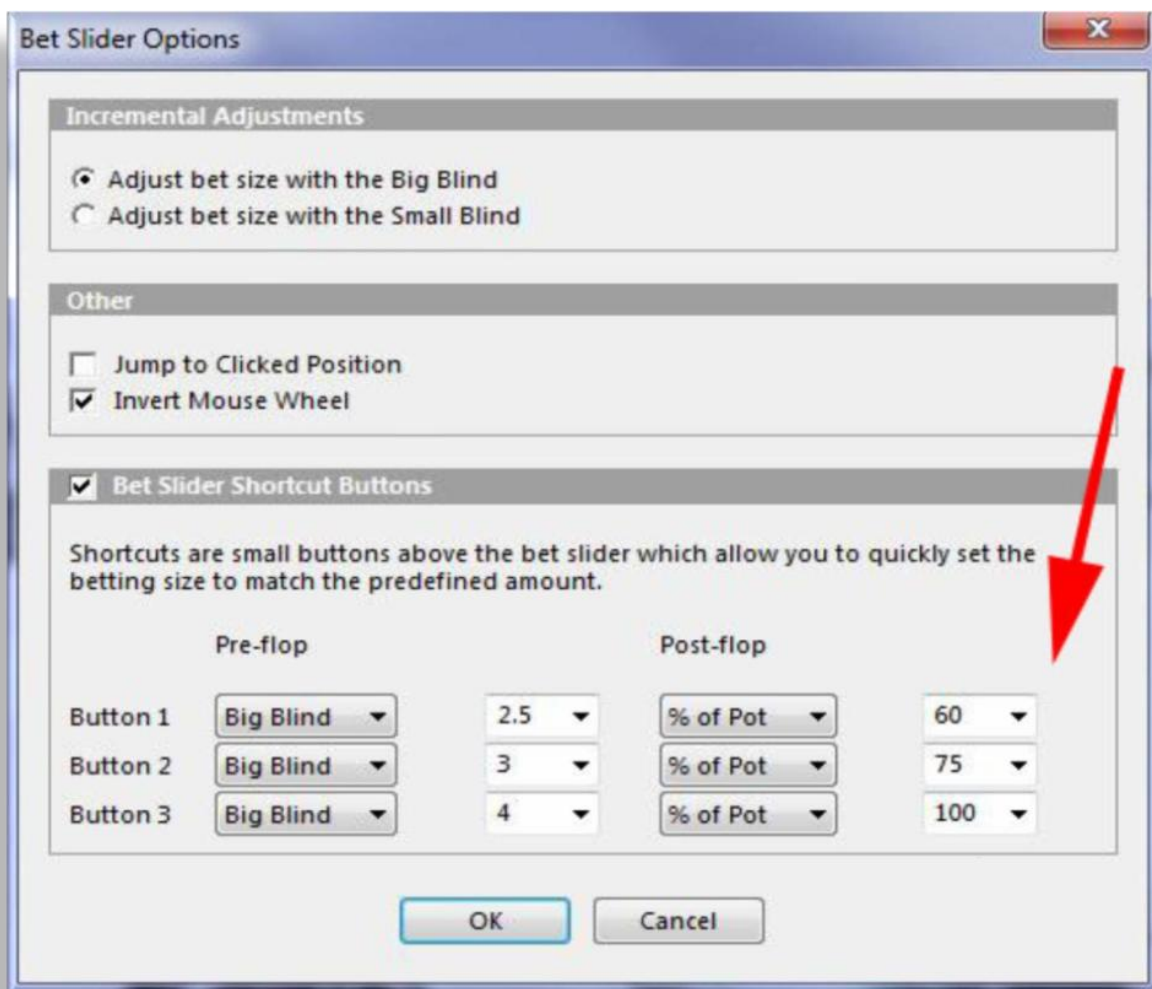 Bet Slider Options
Incremental Adjustments
Adjust bet size with the Big Blind
Adjust bet size with the Small Blind
Other
Jump to Clicked Position
Invert Mouse Wheel
Bet Slider Shortcut Buttons
Shortcuts are small buttons above the bet slider which allow you to quickly set the
betting size to match the predefined amount.
Pre-flop Post-flop
Button 1 Big Blind 2.5 % of Pot 60
Button 2 Big Blind 3 % of Pot 75
Button 3 Big Blind 4 % of Pot 100
OK Cancel